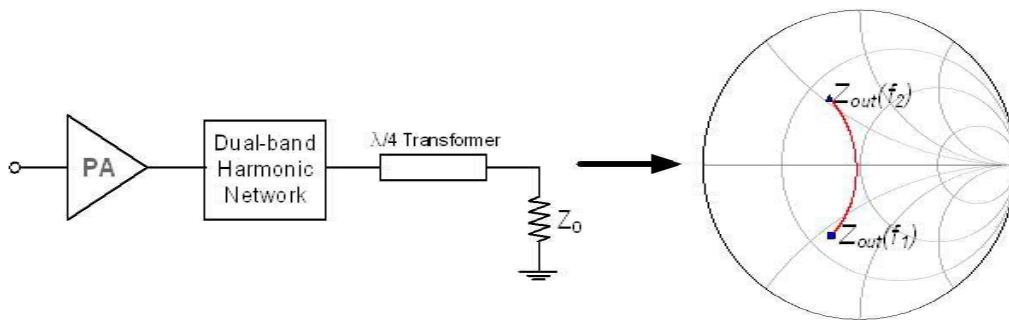 PA
Dual-band
Harmonic
Network
λ/4 Transformer
Z0
Zout(f2)
Zout(f1)